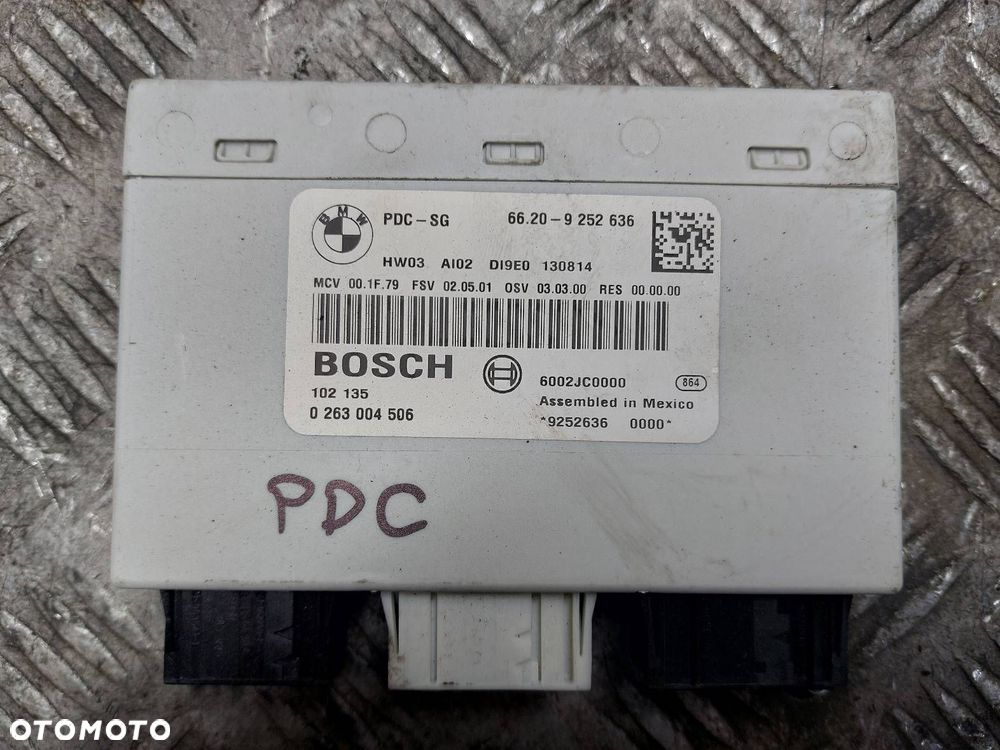 BMW
PDC-SG 66.20-9 252 636
HW03 AI02 DI9E0 130814
MCV 00.1F.79 FSV 02.05.01 OSV 03.03.00 RES 00.00.00
BOSCH
102 135
0 263 004 506
6002JC0000 864
Assembled in Mexico
*9252636 0000*
PDC
OTOMOTO